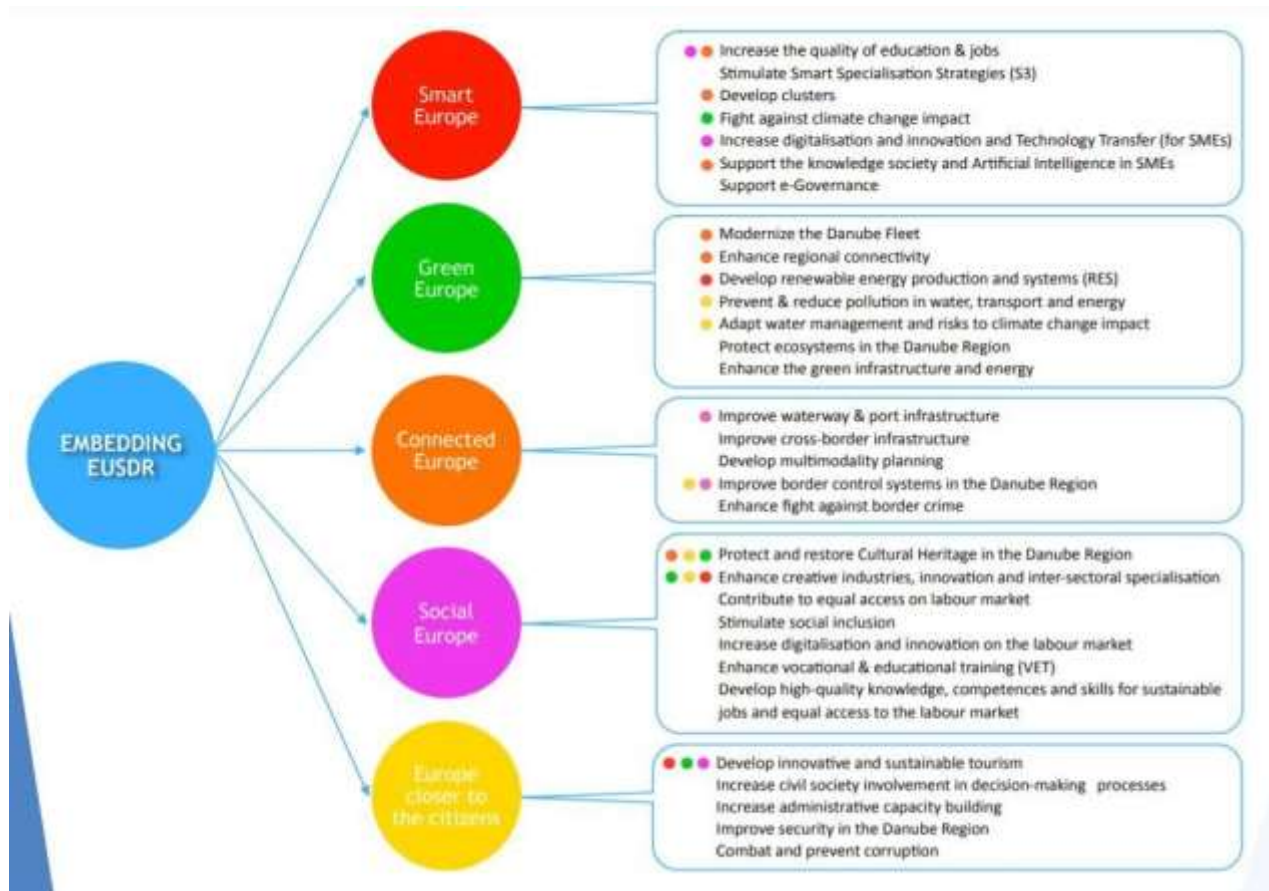 EMBEDDING
EUSDR
Smart
Europe
Increase the quality of education & jobs
Stimulate Smart Specialisation Strategies (S3)
Develop clusters
Fight against climate change impact
Increase digitalisation and innovation and Technology Transfer (for SMEs)
Support the knowledge society and Artificial Intelligence in SMEs
Support e-Governance
Green
Europe
Modernize the Danube Fleet
Enhance regional connectivity
Develop renewable energy production and systems (RES)
Prevent & reduce pollution in water, transport and energy
Adapt water management and risks to climate change impact
Protect ecosystems in the Danube Region
Enhance the green infrastructure and energy
Connected
Europe
Improve waterway & port infrastructure
Improve cross-border infrastructure
Develop multimodality planning
Improve border control systems in the Danube Region
Enhance fight against border crime
Social
Europe
Protect and restore Cultural Heritage in the Danube Region
Enhance creative industries, innovation and inter-sectoral specialisation
Contribute to equal access on labour market
Stimulate social inclusion
Increase digitalisation and innovation on the labour market
Enhance vocational & educational training (VET)
Develop high-quality knowledge, competences and skills for sustainable
jobs and equal access to the labour market
Europe
closer to
the citizens
Develop innovative and sustainable tourism
Increase civil society involvement in decision-making processes
Increase administrative capacity building
Improve security in the Danube Region
Combat and prevent corruption